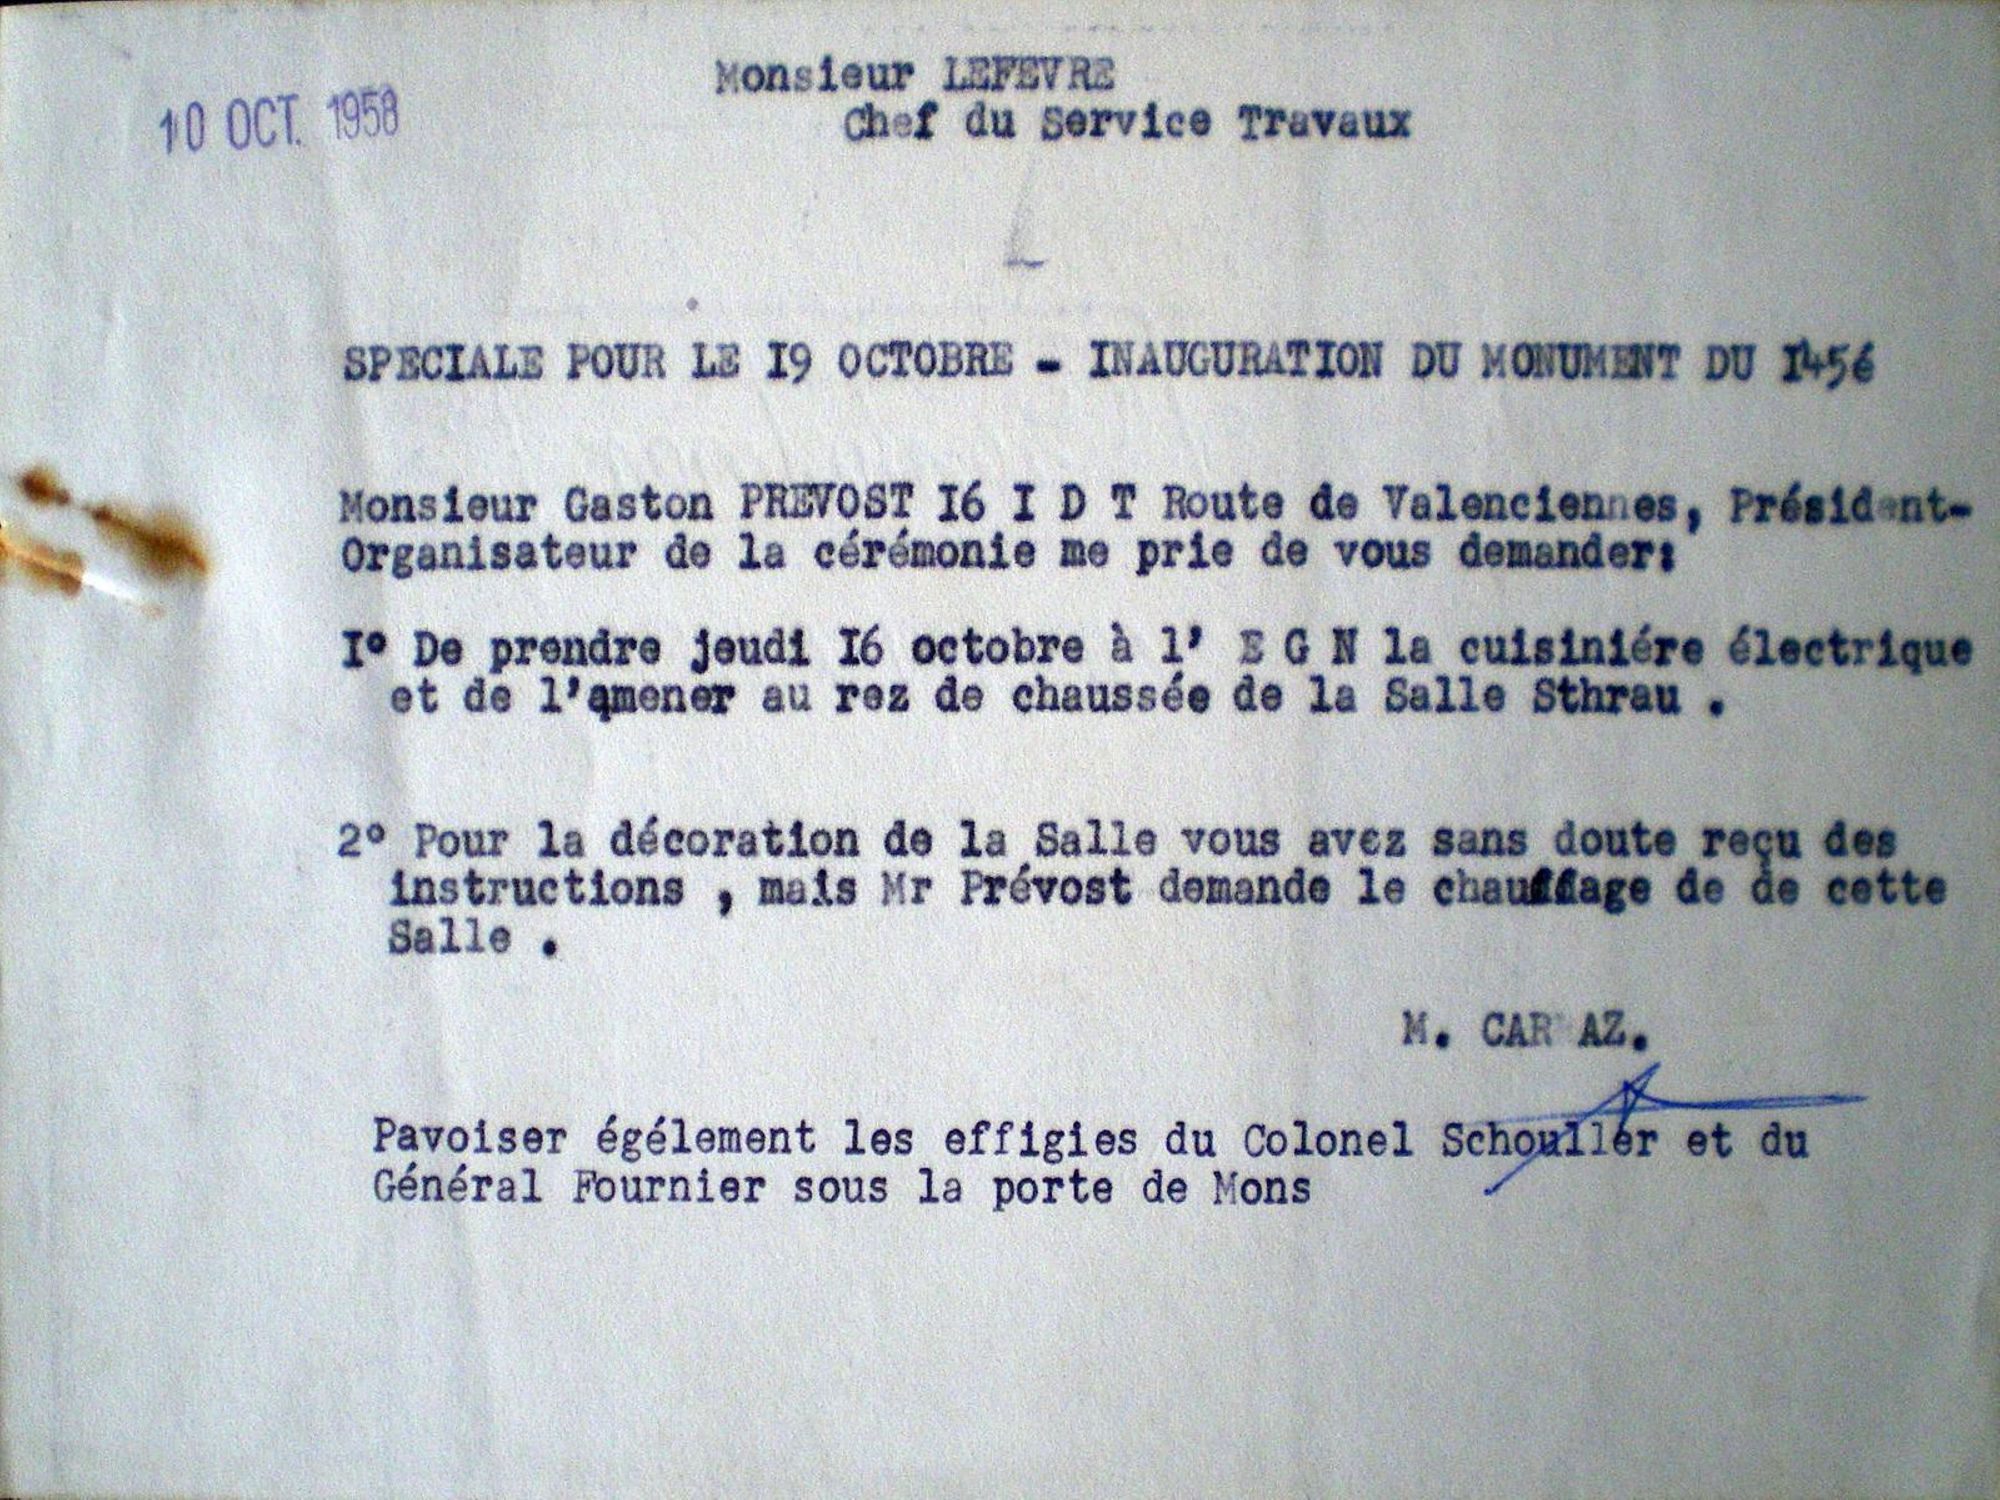 10 OCT. 1958
Monsieur LEFEVRE
Chef du Service Travaux
SPECIALE POUR LE I9 OCTOBRE - INAUGURATION DU MONUMENT DU I45é
Monsieur Gaston PREVOST I6 I D T Route de Valenciennes, Président-
Organisateur de la cérémonie me prie de vous demander:
I° De prendre jeudi I6 octobre à l' E G N la cuisiniére électrique
et de l'amener au rez de chaussée de la Salle Sthrau .
2° Pour la décoration de la Salle vous avez sans doute reçu des
instructions , mais Mr Prévost demande le chauffage de de cette
Salle .
M.
Pavoiser égélement les effigies du Colonel Schouller et du
Général Fournier sous la porte de Mons